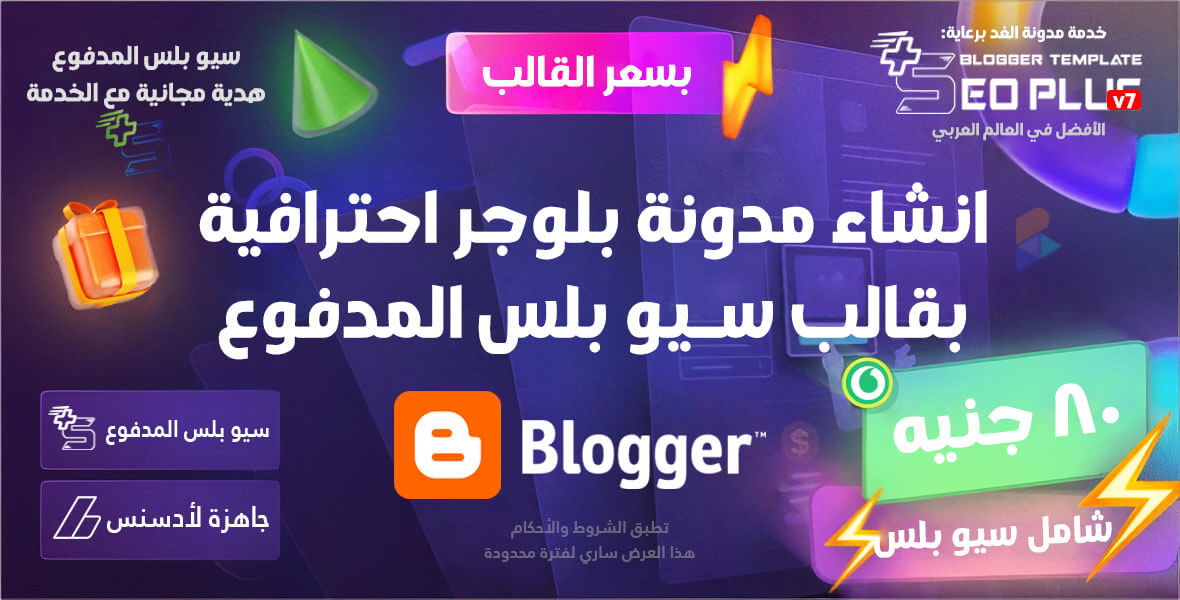 خدمة مدونة الغد برعاية:
BLOGGER TEMPLATE
SEO PLUS
v7
الأفضل في العالم العربي
بسعر القالب
سيو بلس المدفوع
هدية مجانية مع الخدمة
انشاء مدونة بلوجر احترافية
بقالب سيو بلس المدفوع
٨٠ جنيه
شامل سيو بلس
Blogger™
سيو بلس المدفوع
جاهزة لأدسنس
تطبق الشروط والأحكام
هذا العرض ساري لفترة محدودة